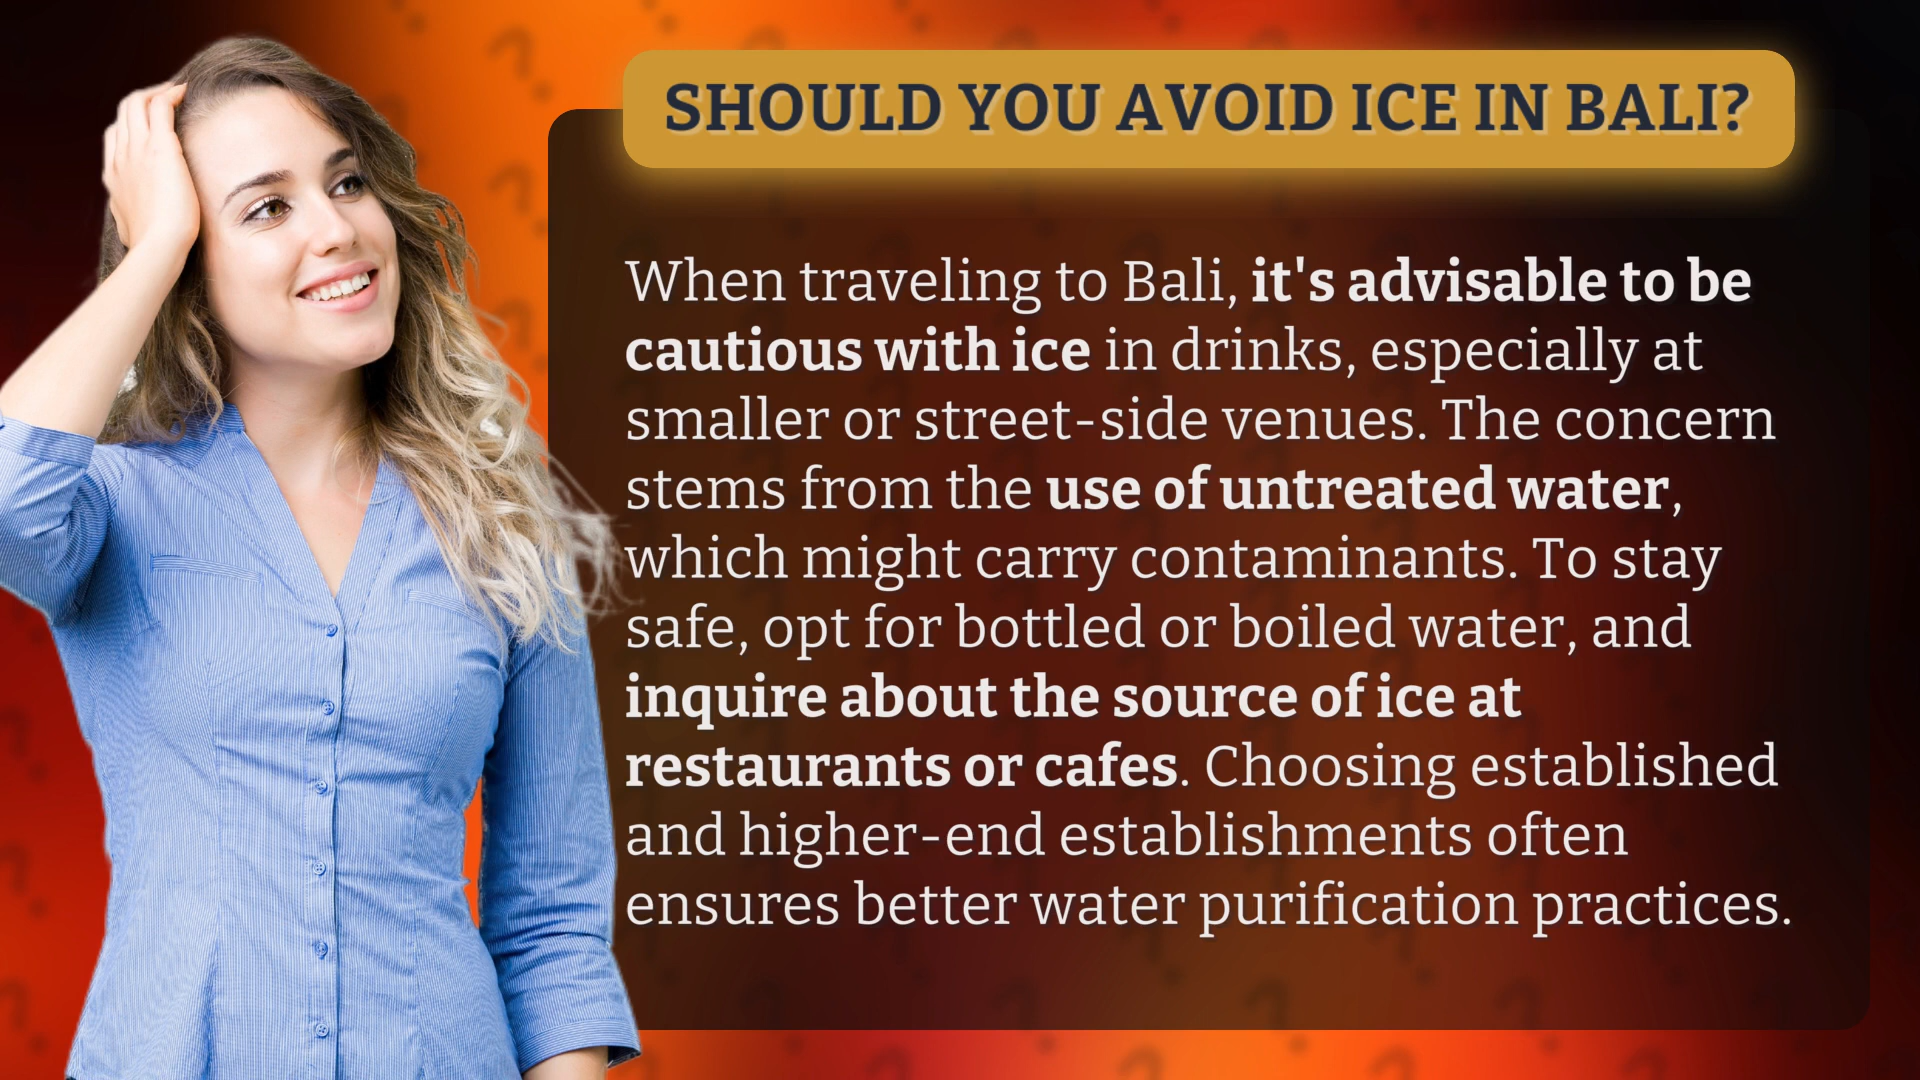 SHOULD YOU AVOID ICE IN BALI?
When traveling to Bali, it's advisable to be
cautious with ice in drinks, especially at
smaller or street-side venues. The concern
stems from the use of untreated water,
which might carry contaminants. To stay
safe, opt for bottled or boiled water, and
inquire about the source of ice at
restaurants or cafes. Choosing established
and higher-end establishments often
ensures better water purification practices.